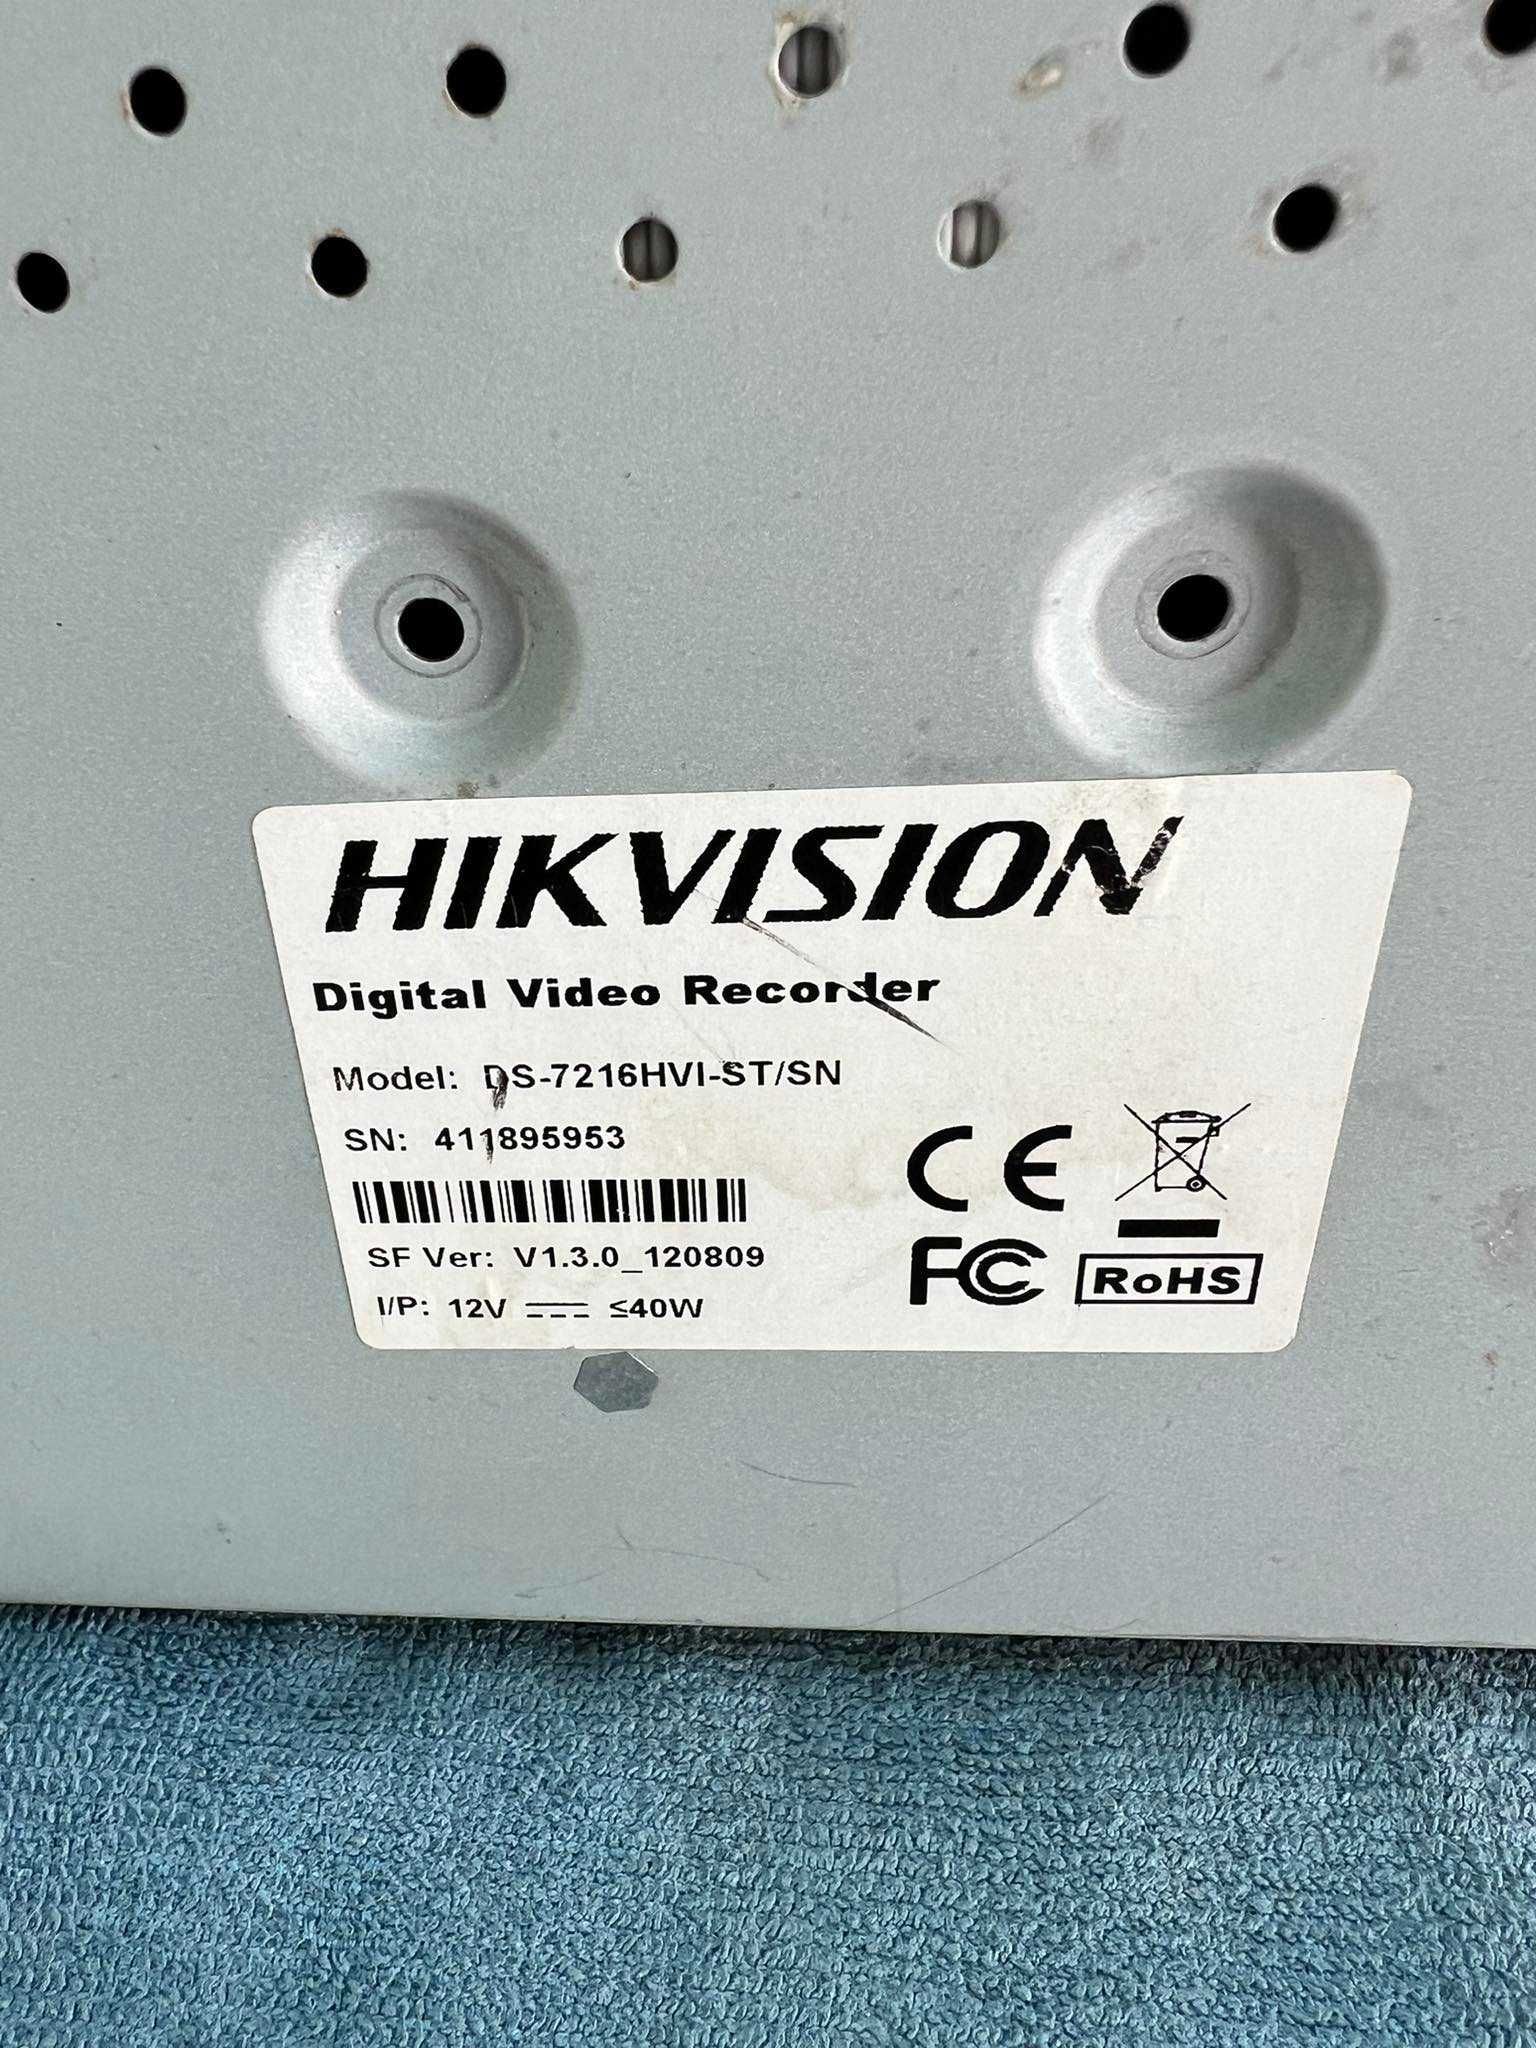 HIKVISION
Digital Video Recorder
Model: DS-7216HVI-ST/SN
SN: 411895953
SF Ver: V1.3.0_120809
I/P: 12V ⎓ ≤40W
CE
FC
RoHS